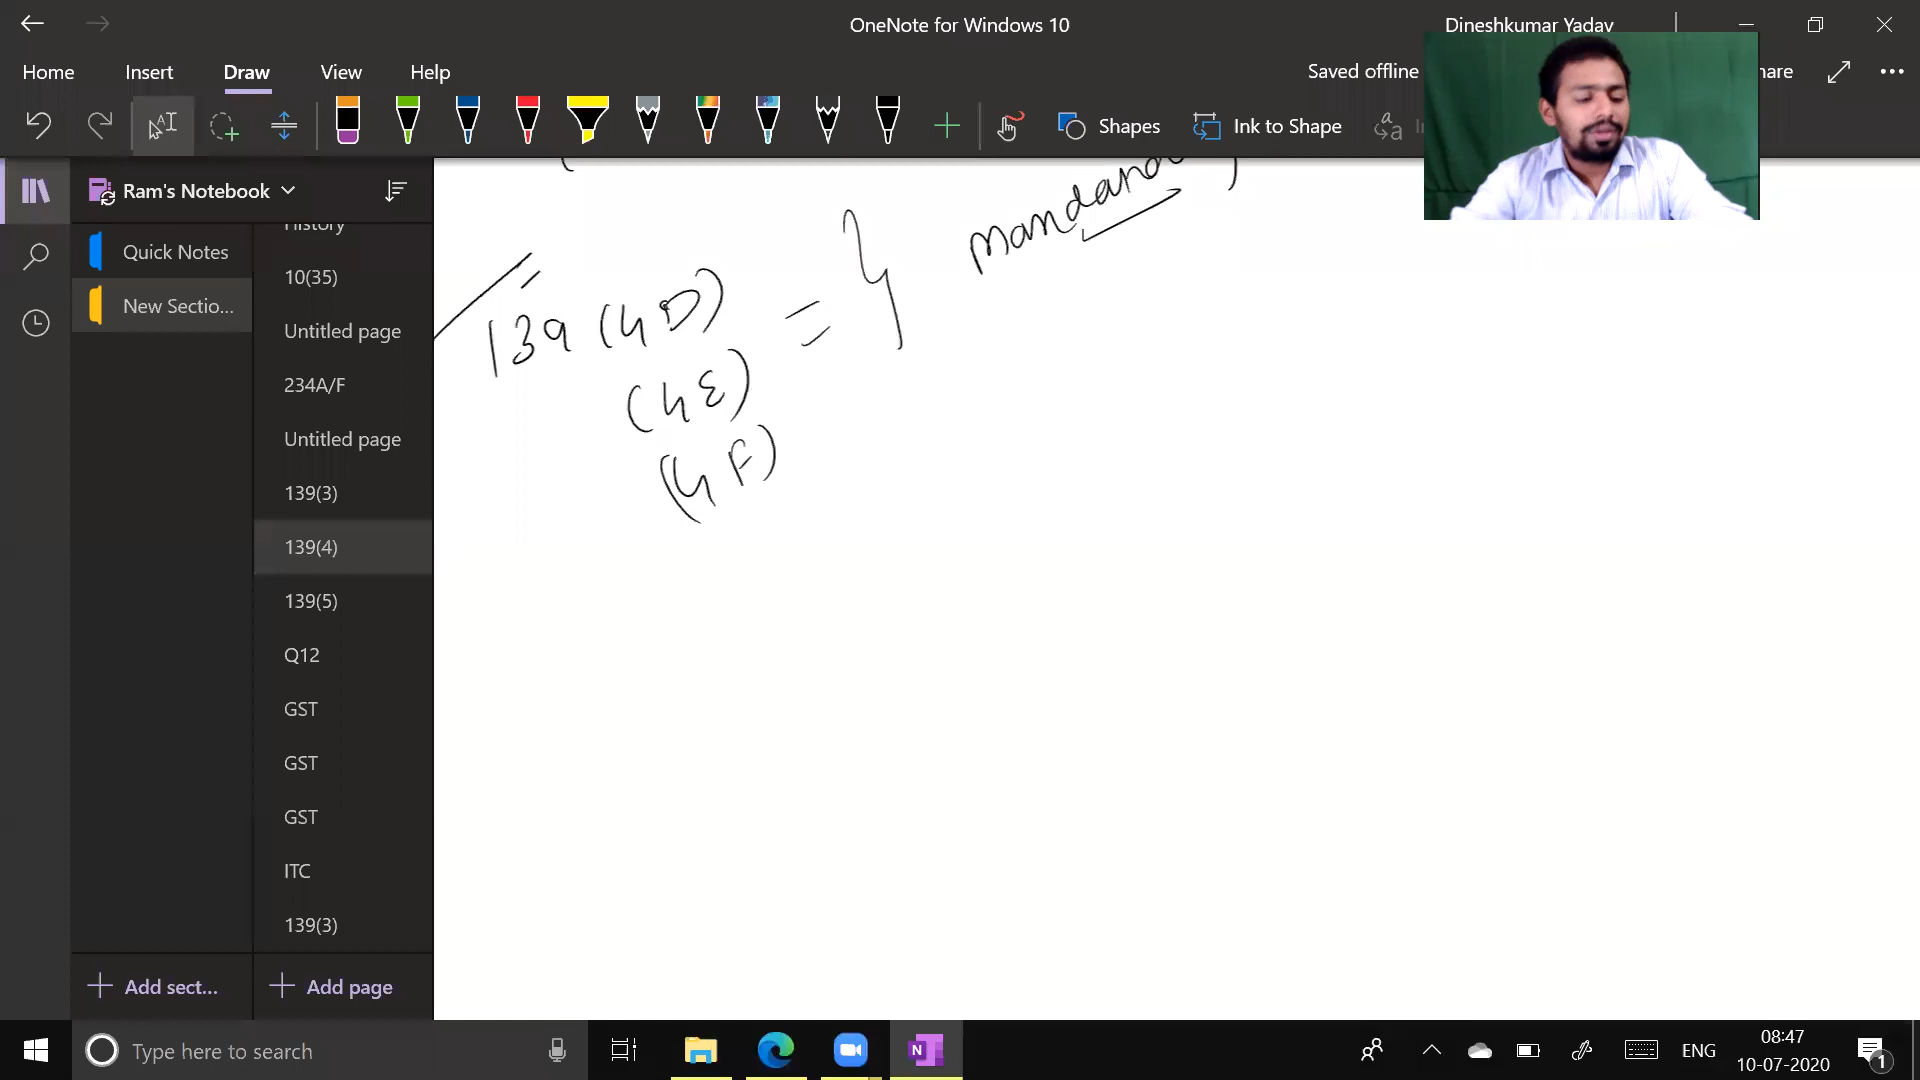 OneNote for Windows 10
Dineshkumar Yadav
Home
Insert
Draw
View
Help
Saved offline
hare
Shapes
Ink to Shape
Ram's Notebook
Quick Notes
New Sectio...
History
10(35)
Untitled page
234A/F
Untitled page
139(3)
139(4)
139(5)
Q12
GST
GST
GST
ITC
139(3)
Add sect...
Add page
139 (4D) =
(4E)
(4F)
Type here to search
ENG
08:47
10-07-2020
1